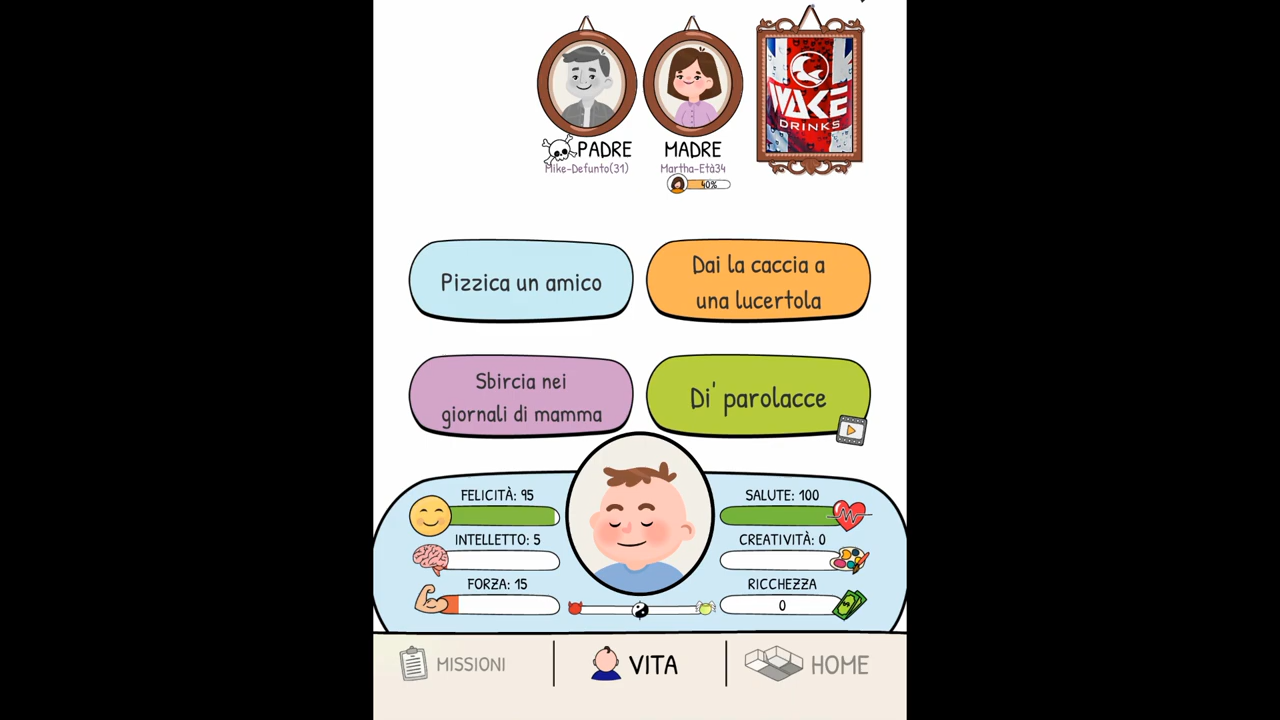 WAKE
DRINKS
PADRE
Mike-Defunto(31)
MADRE
Martha-Età34
40%
Pizzica un amico
Dai la caccia a
una lucertola
Sbircia nei
giornali di mamma
Di' parolacce
FELICITÀ: 95
SALUTE: 100
INTELLETTO: 5
CREATIVITÀ: 0
FORZA: 15
RICCHEZZA
0
MISSIONI
VITA
HOME